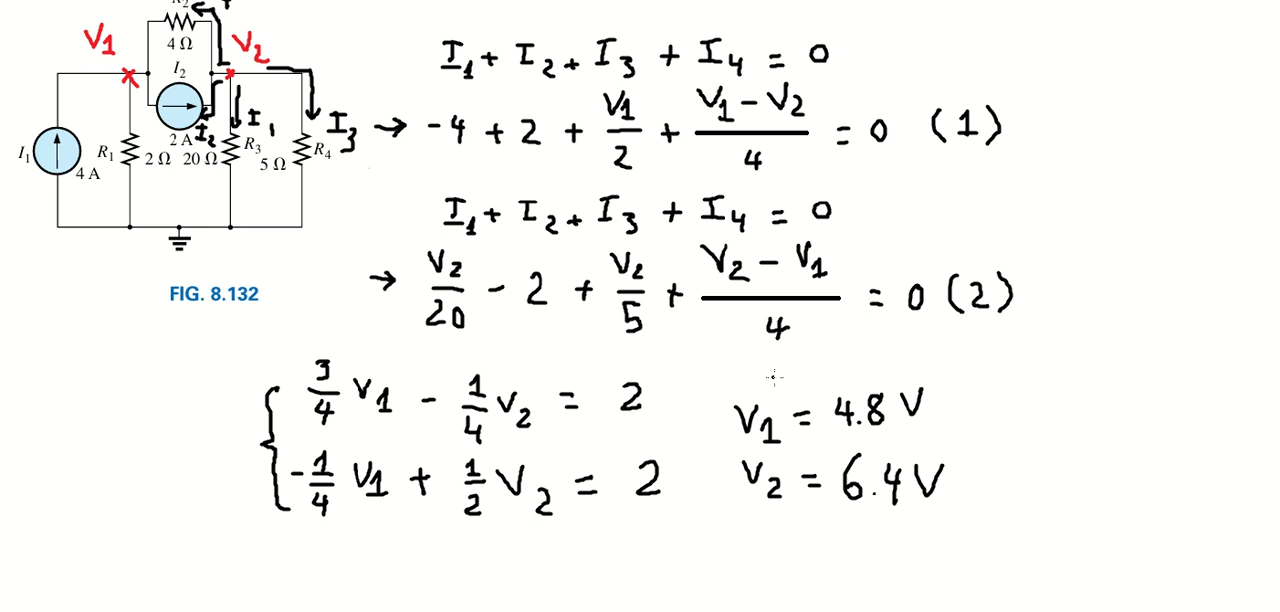 R2
4 Ω
V1
V2
I2
I1
I2
I3
2 A
I1
4 A
R1
2 Ω
20 Ω
R3
5 Ω
R4
FIG. 8.132
I1 + I2 + I3 + I4 = 0
→ -4 + 2 + V1/2 + (V1 - V2)/4 = 0 (1)
I1 + I2 + I3 + I4 = 0
→ V2/20 - 2 + V2/5 + (V2 - V1)/4 = 0 (2)
3/4 V1 - 1/4 V2 = 2
V1 = 4.8 V
-1/4 V1 + 1/2 V2 = 2
V2 = 6.4 V